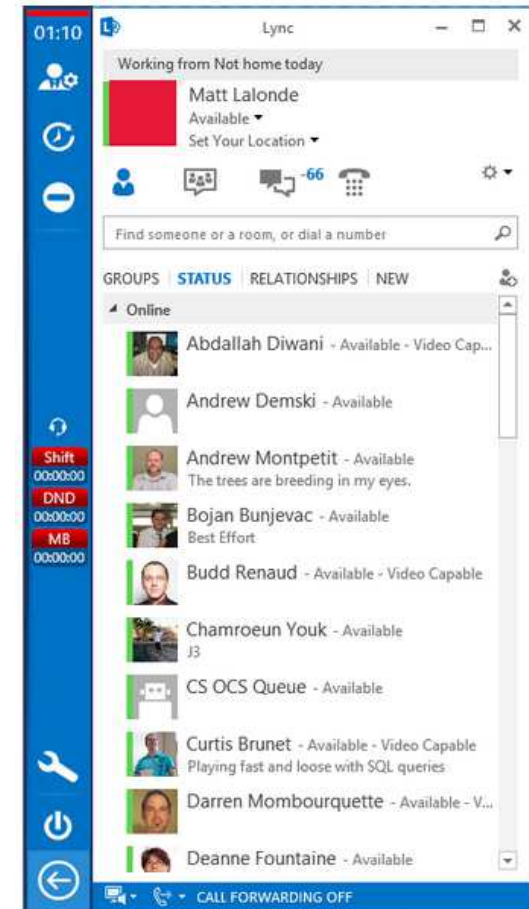 01:10
Lync
Working from Not home today
Matt Lalonde
Available
Set Your Location
-66
Find someone or a room, or dial a number
GROUPS STATUS RELATIONSHIPS NEW
Online
Abdallah Diwani - Available - Video Cap...
Andrew Demski - Available
Andrew Montpetit - Available
The trees are breeding in my eyes.
Bojan Bunjevac - Available
Best Effort
Budd Renaud - Available - Video Capable
Chamroeun Youk - Available
J3
CS OCS Queue - Available
Curtis Brunet - Available - Video Capable
Playing fast and loose with SQL queries
Darren Mombourquette - Available - V...
Deanne Fountaine - Available
Shift
00:00:00
DND
00:00:00
MB
00:00:00
CALL FORWARDING OFF